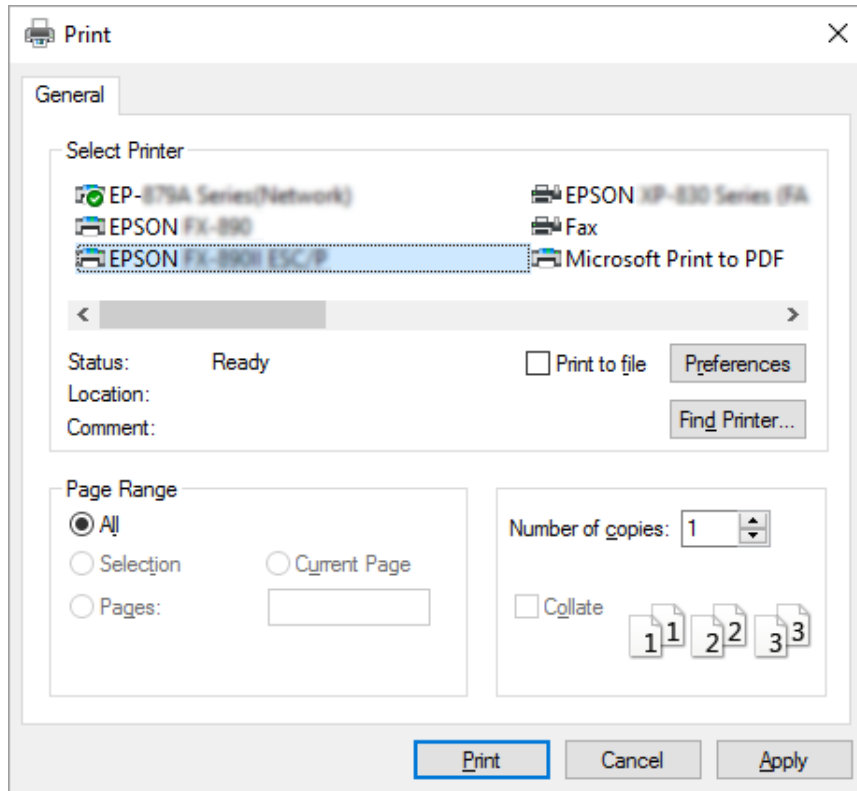 Print
General
Select Printer
EP-
EPSON
EPSON
EPSON
Fax
Microsoft Print to PDF
Status: Ready
Print to file
Preferences
Location:
Comment:
Find Printer...
Page Range
All
Selection
Current Page
Pages:
Number of copies: 1
Collate
1 1 2 2 3 3
Print
Cancel
Apply